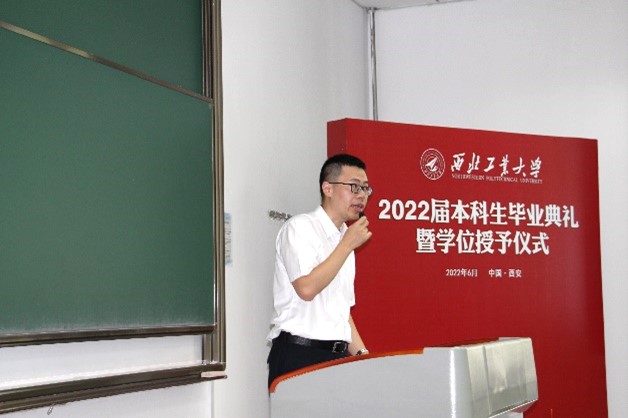 西北工业大学
NORTHWESTERN POLYTECHNICAL UNIVERSITY
2022届本科生毕业典礼
暨学位授予仪式
2022年6月 中国·西安